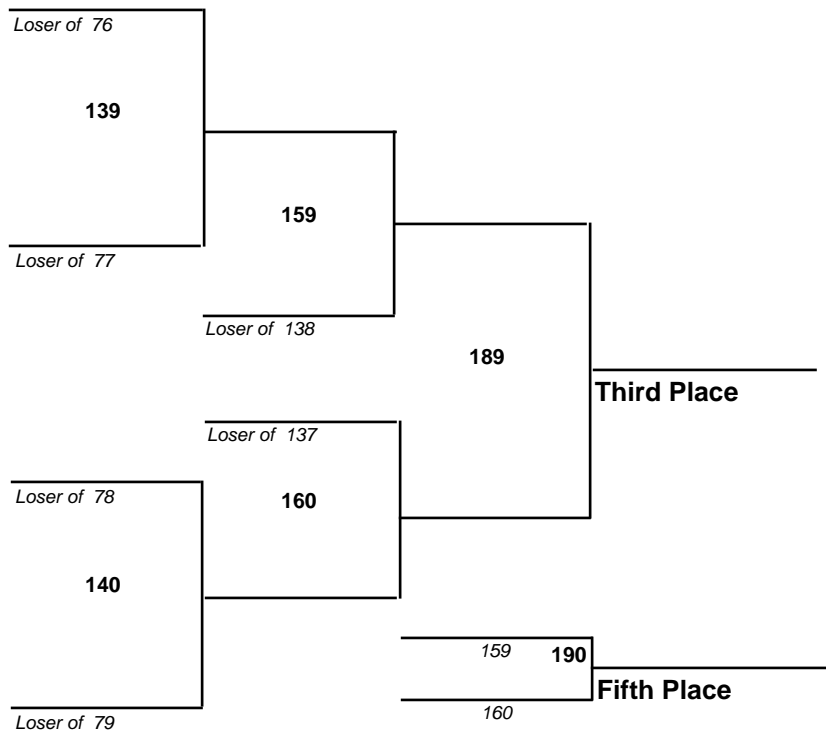 Loser of 76
139
159
Loser of 77
Loser of 138
189
Third Place
Loser of 137
Loser of 78
160
140
159
190
Fifth Place
160
Loser of 79